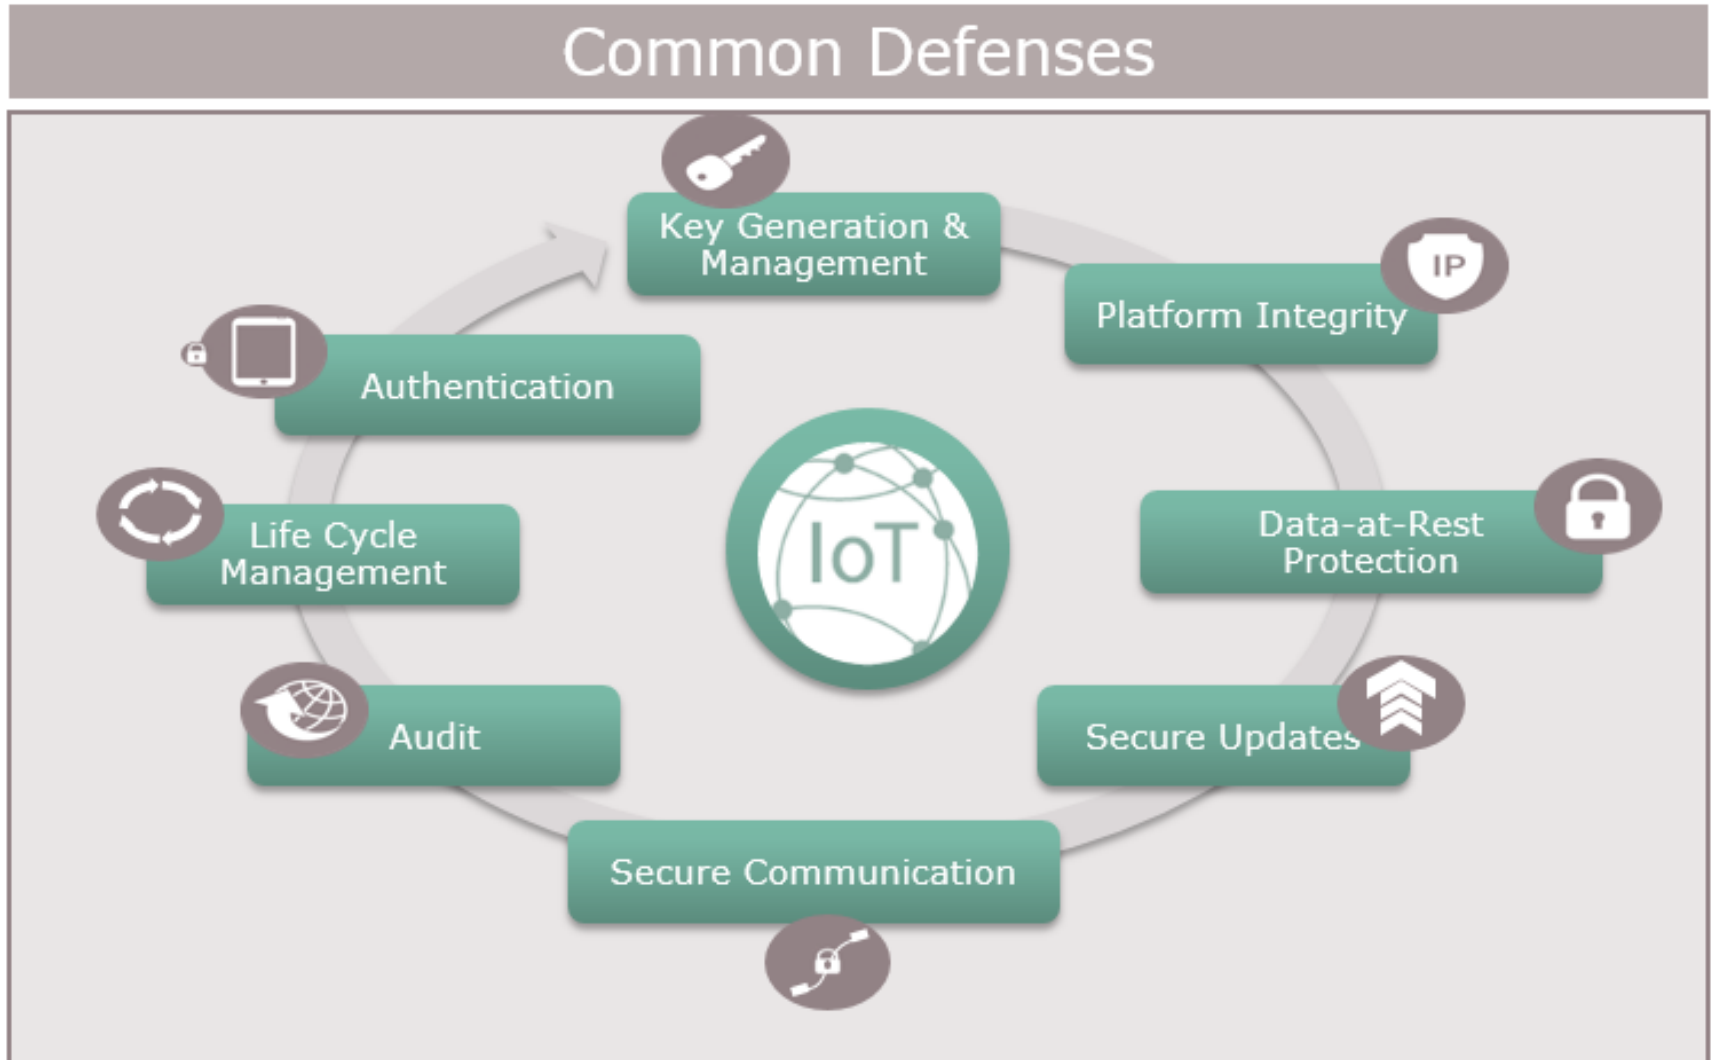 Common Defenses
Key Generation &
Management
IP
Platform Integrity
Authentication
Data-at-Rest
Protection
IoT
Life Cycle
Management
Secure Updates
Audit
Secure Communication